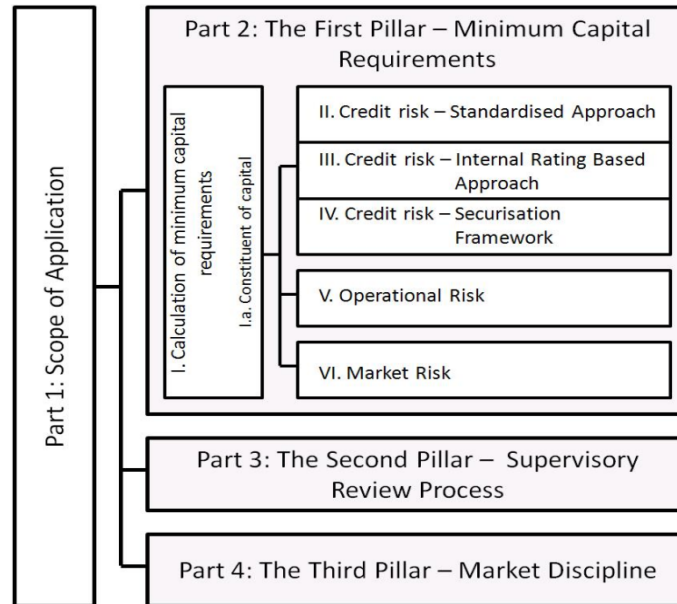 Part 1: Scope of Application
Part 2: The First Pillar – Minimum Capital
Requirements
I. Calculation of minimum capital
requirements
I.a. Constituent of capital
II. Credit risk – Standardised Approach
III. Credit risk – Internal Rating Based
Approach
IV. Credit risk – Securisation
Framework
V. Operational Risk
VI. Market Risk
Part 3: The Second Pillar – Supervisory
Review Process
Part 4: The Third Pillar – Market Discipline